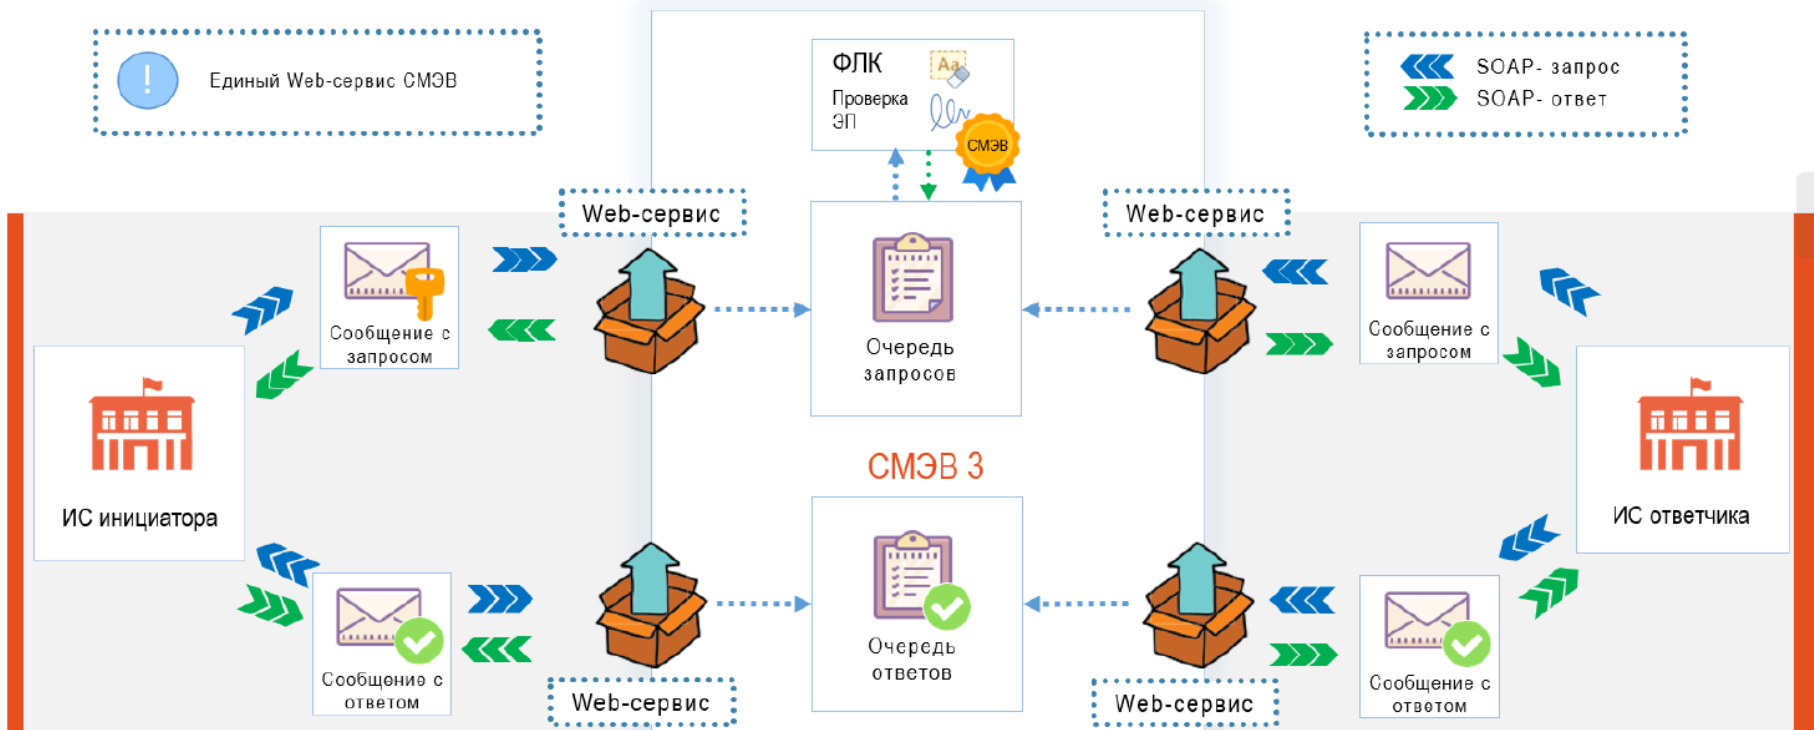 Единый Web-сервис СМЭВ
ФЛК
Aa
Проверка
ЭП
СМЭВ
SOAP- запрос
SOAP- ответ
Web-сервис
Web-сервис
Сообщение с
запросом
Очередь
запросов
Сообщение с
запросом
ИС инициатора
СМЭВ 3
ИС ответчика
Сообщение с
ответом
Web-сервис
Очередь
ответов
Web-сервис
Сообщение с
ответом